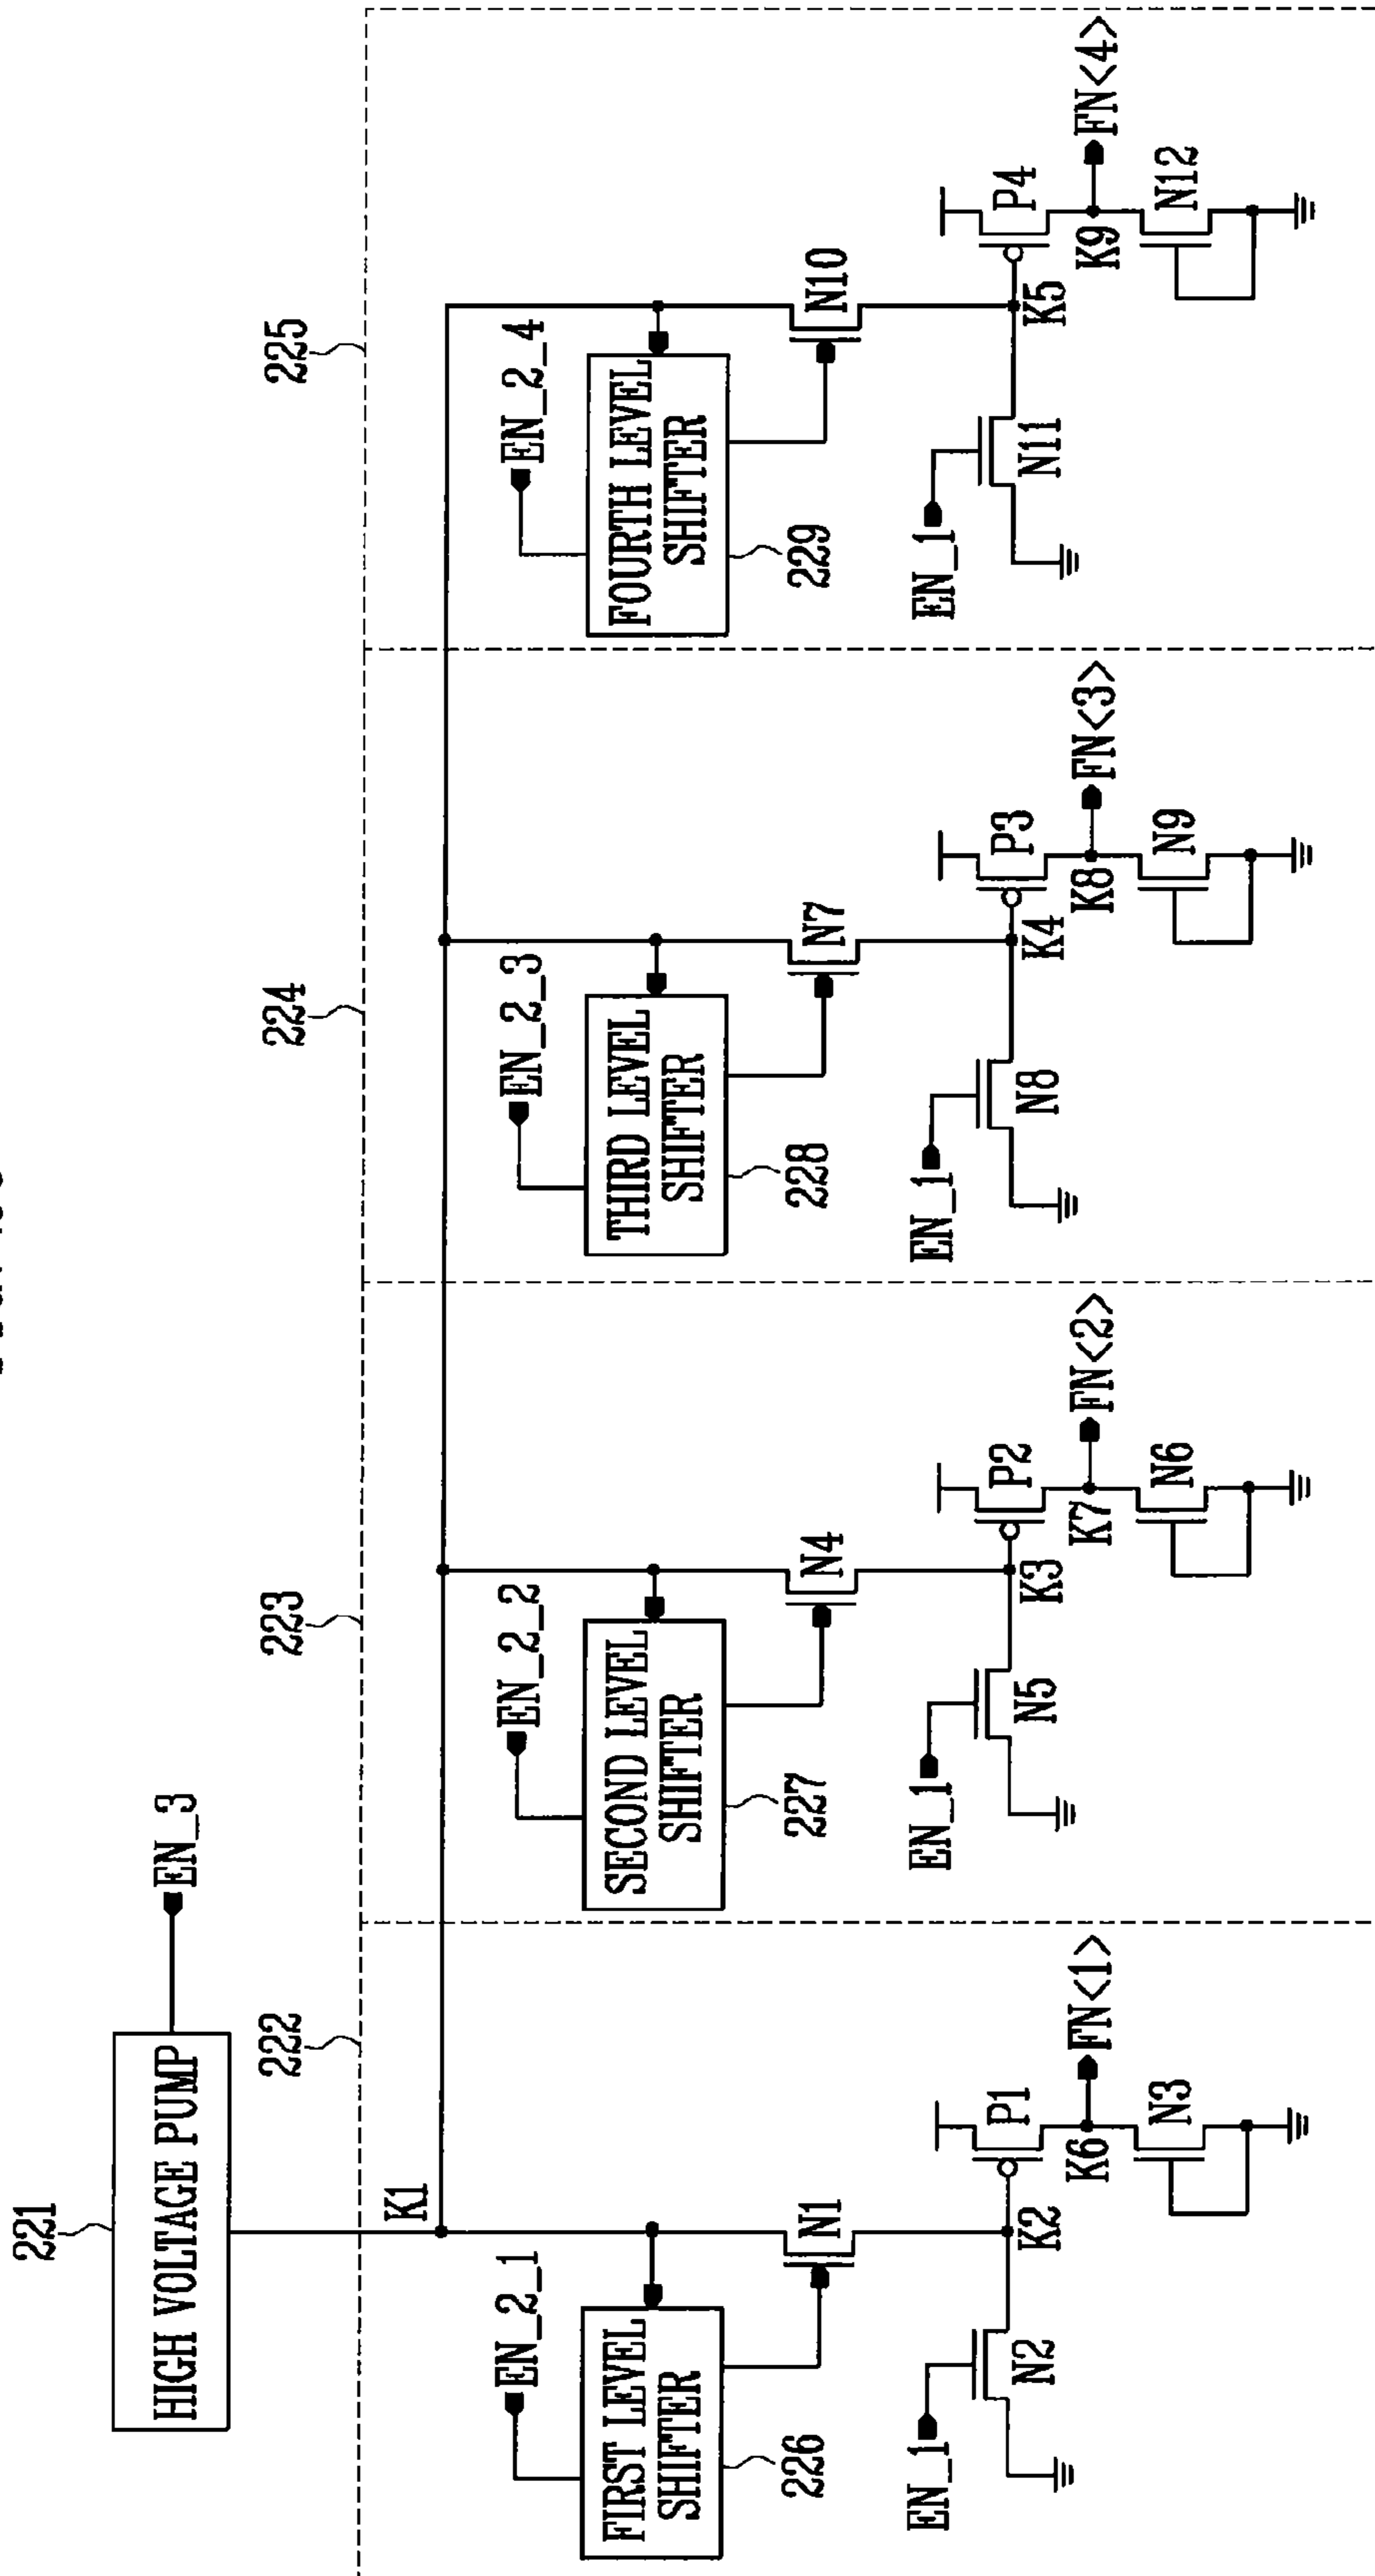 221
HIGH VOLTAGE PUMP
EN_3
222
223
224
225
K1
EN_2_1
FIRST LEVEL
SHIFTER
226
N1
EN_1
N2
K2
P1
K6
FN<1>
N3
EN_2_2
SECOND LEVEL
SHIFTER
227
N4
EN_1
N5
K3
P2
K7
FN<2>
N6
EN_2_3
THIRD LEVEL
SHIFTER
228
N7
EN_1
N8
K4
P3
K8
FN<3>
N9
EN_2_4
FOURTH LEVEL
SHIFTER
229
N10
EN_1
N11
K5
P4
K9
FN<4>
N12